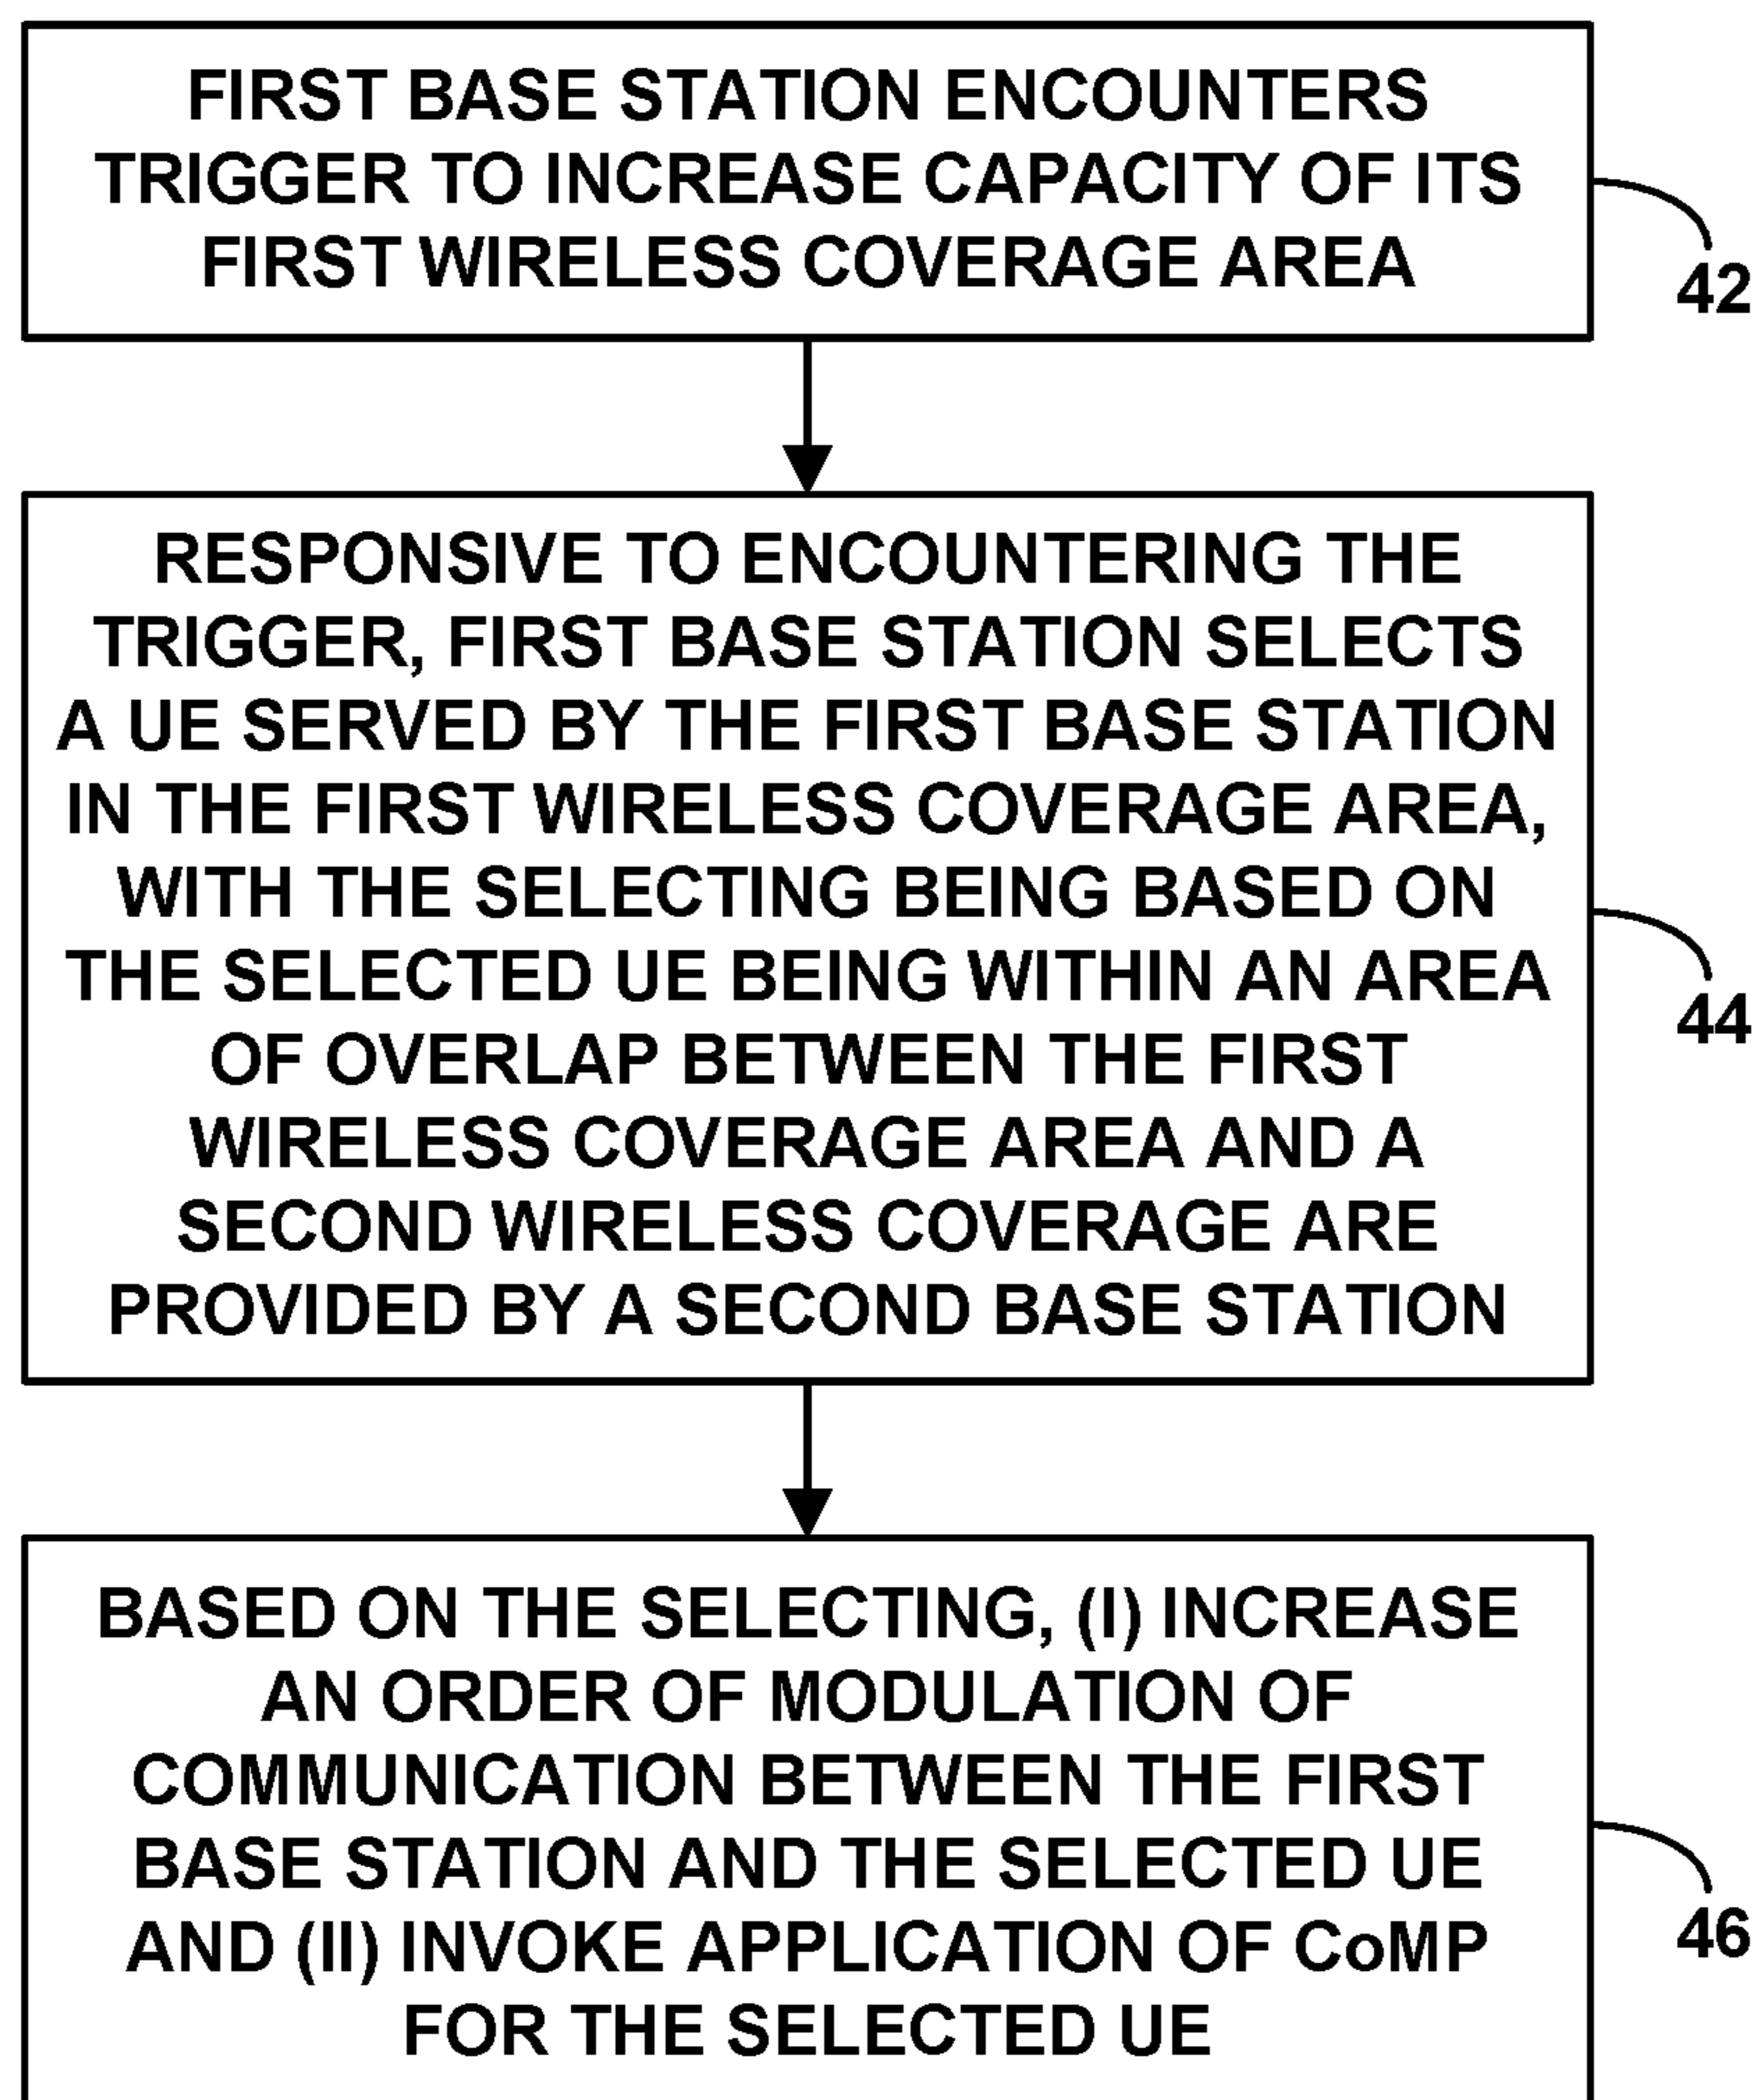 FIRST BASE STATION ENCOUNTERS
TRIGGER TO INCREASE CAPACITY OF ITS
FIRST WIRELESS COVERAGE AREA
42
RESPONSIVE TO ENCOUNTERING THE
TRIGGER, FIRST BASE STATION SELECTS
A UE SERVED BY THE FIRST BASE STATION
IN THE FIRST WIRELESS COVERAGE AREA,
WITH THE SELECTING BEING BASED ON
THE SELECTED UE BEING WITHIN AN AREA
OF OVERLAP BETWEEN THE FIRST
WIRELESS COVERAGE AREA AND A
SECOND WIRELESS COVERAGE ARE
PROVIDED BY A SECOND BASE STATION
44
BASED ON THE SELECTING, (I) INCREASE
AN ORDER OF MODULATION OF
COMMUNICATION BETWEEN THE FIRST
BASE STATION AND THE SELECTED UE
AND (II) INVOKE APPLICATION OF CoMP
FOR THE SELECTED UE
46